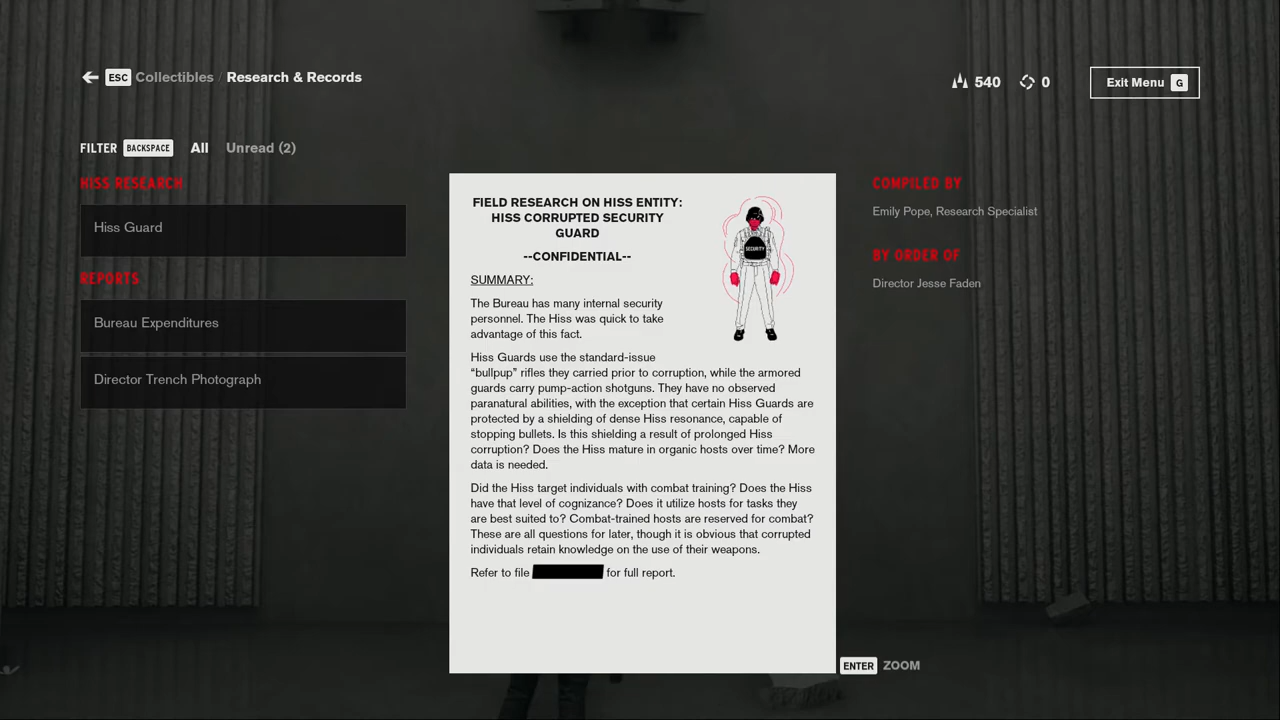 ESC Collectibles / Research & Records
540 0 Exit Menu G
FILTER BACKSPACE All Unread (2)
HISS RESEARCH
Hiss Guard
REPORTS
Bureau Expenditures
Director Trench Photograph
FIELD RESEARCH ON HISS ENTITY:
HISS CORRUPTED SECURITY
GUARD
--CONFIDENTIAL--
SECURITY
SUMMARY:
The Bureau has many internal security
personnel. The Hiss was quick to take
advantage of this fact.
Hiss Guards use the standard-issue
“bullpup” rifles they carried prior to corruption, while the armored
guards carry pump-action shotguns. They have no observed
paranatural abilities, with the exception that certain Hiss Guards are
protected by a shielding of dense Hiss resonance, capable of
stopping bullets. Is this shielding a result of prolonged Hiss
corruption? Does the Hiss mature in organic hosts over time? More
data is needed.
Did the Hiss target individuals with combat training? Does the Hiss
have that level of cognizance? Does it utilize hosts for tasks they
are best suited to? Combat-trained hosts are reserved for combat?
These are all questions for later, though it is obvious that corrupted
individuals retain knowledge on the use of their weapons.
Refer to file for full report.
COMPILED BY
Emily Pope, Research Specialist
BY ORDER OF
Director Jesse Faden
ENTER ZOOM